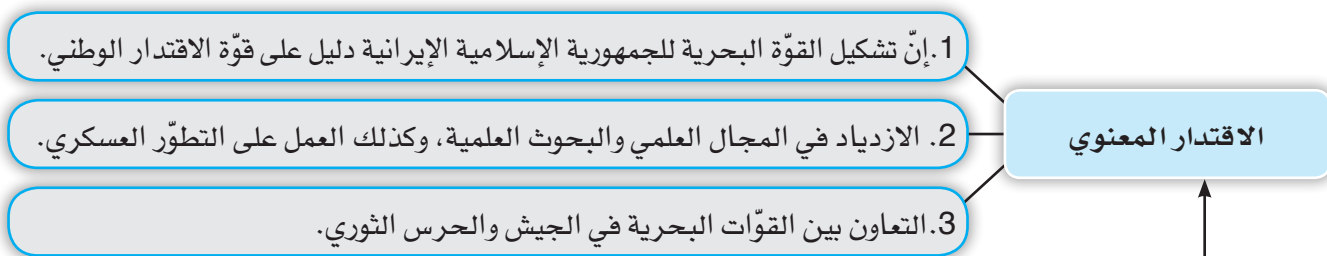 الاقتدار المعنوي
1.إنّ تشكيل القوّة البحرية للجمهورية الإسلامية الإيرانية دليل على قوّة الاقتدار الوطني.
2. الازدياد في المجال العلمي والبحوث العلمية، وكذلك العمل على التطوّر العسكري.
3.التعاون بين القوّات البحرية في الجيش والحرس الثوري.